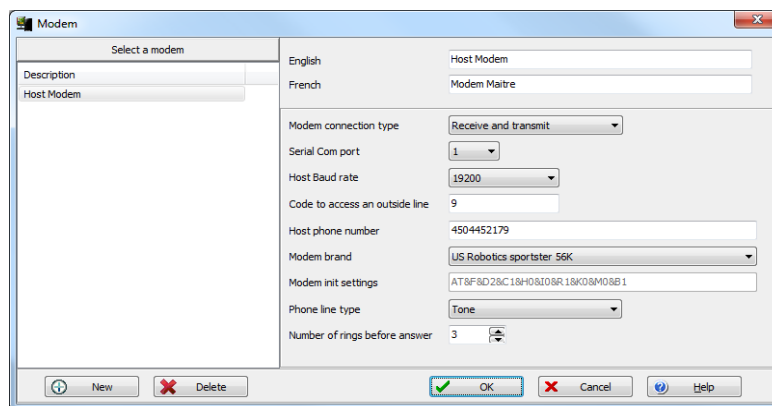 Modem
Select a modem
Description
Host Modem
English Host Modem
French Modem Maitre
Modem connection type Receive and transmit
Serial Com port 1
Host Baud rate 19200
Code to access an outside line 9
Host phone number 4504452179
Modem brand US Robotics sportster 56K
Modem init settings AT&F&D2&C1&H0&I0&R1&K0&M0&B1
Phone line type Tone
Number of rings before answer 3
New Delete OK Cancel Help